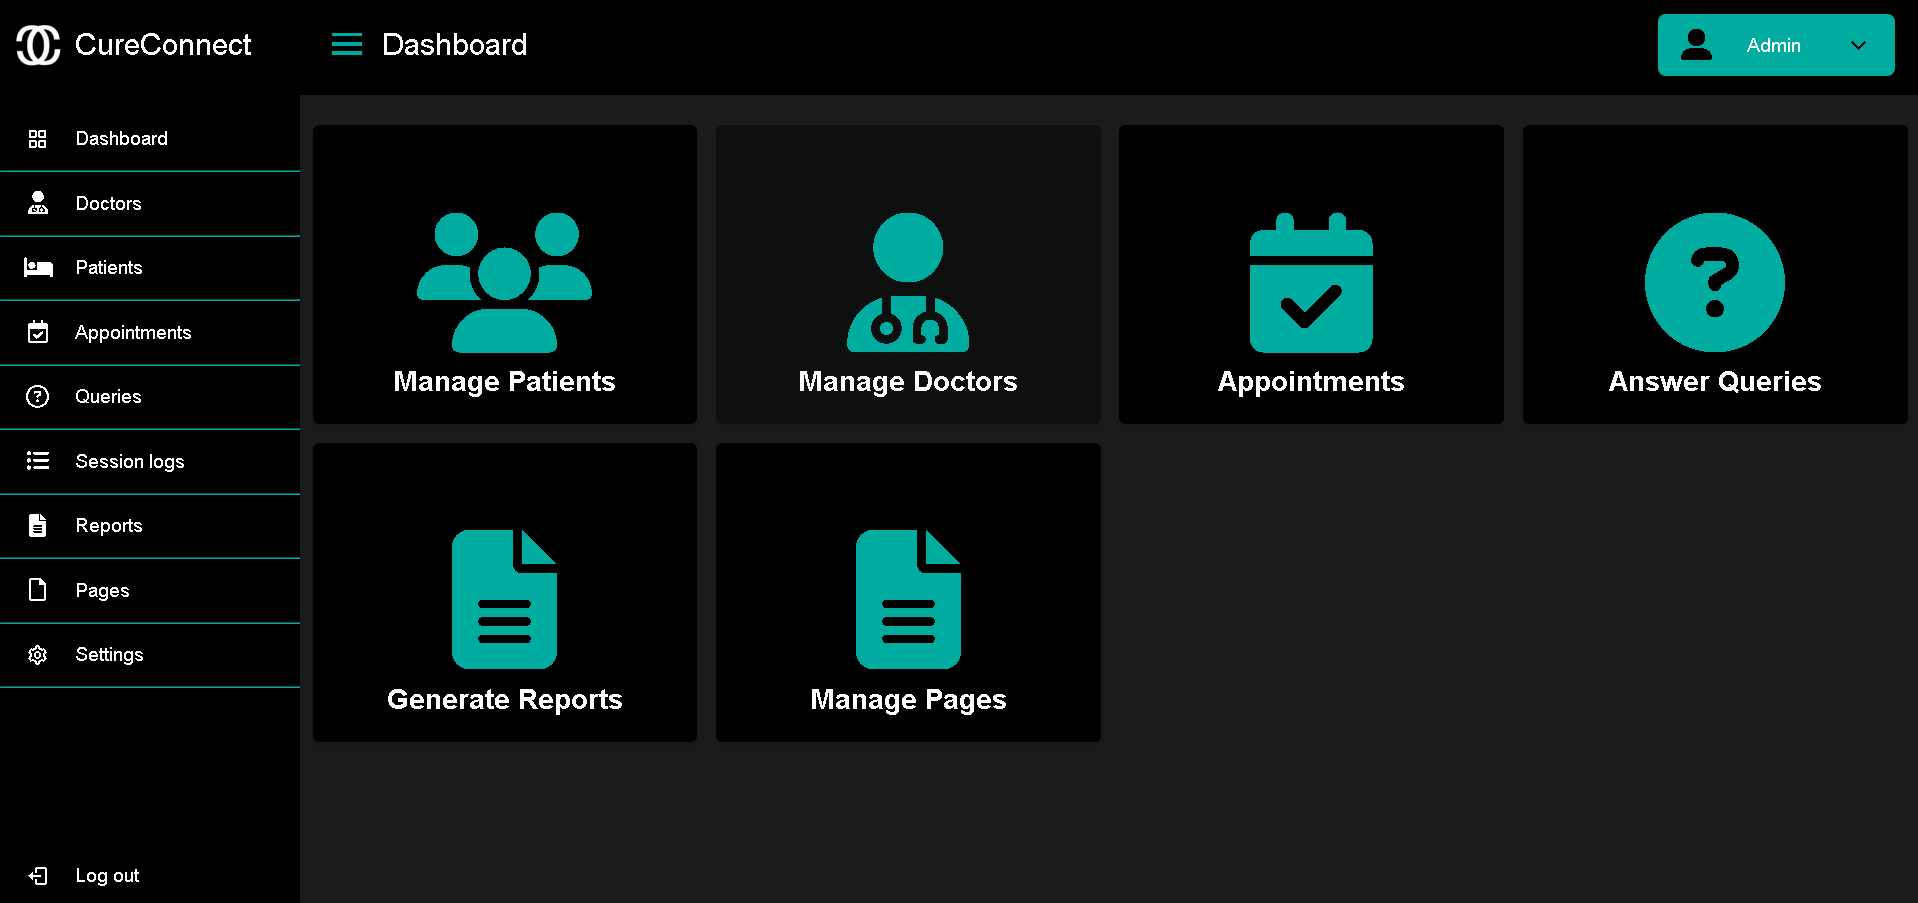 CureConnect
Dashboard
Admin
Dashboard
Doctors
Patients
Appointments
Queries
Session logs
Reports
Pages
Settings
Log out
Manage Patients
Manage Doctors
Appointments
Answer Queries
Generate Reports
Manage Pages